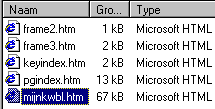 Naam Gro... Type
frame2.htm 1 kB Microsoft HTML
frame3.htm 1 kB Microsoft HTML
keyindex.htm 2 kB Microsoft HTML
pgindex.htm 13 kB Microsoft HTML
mijnkwbl.htm 67 kB Microsoft HTML